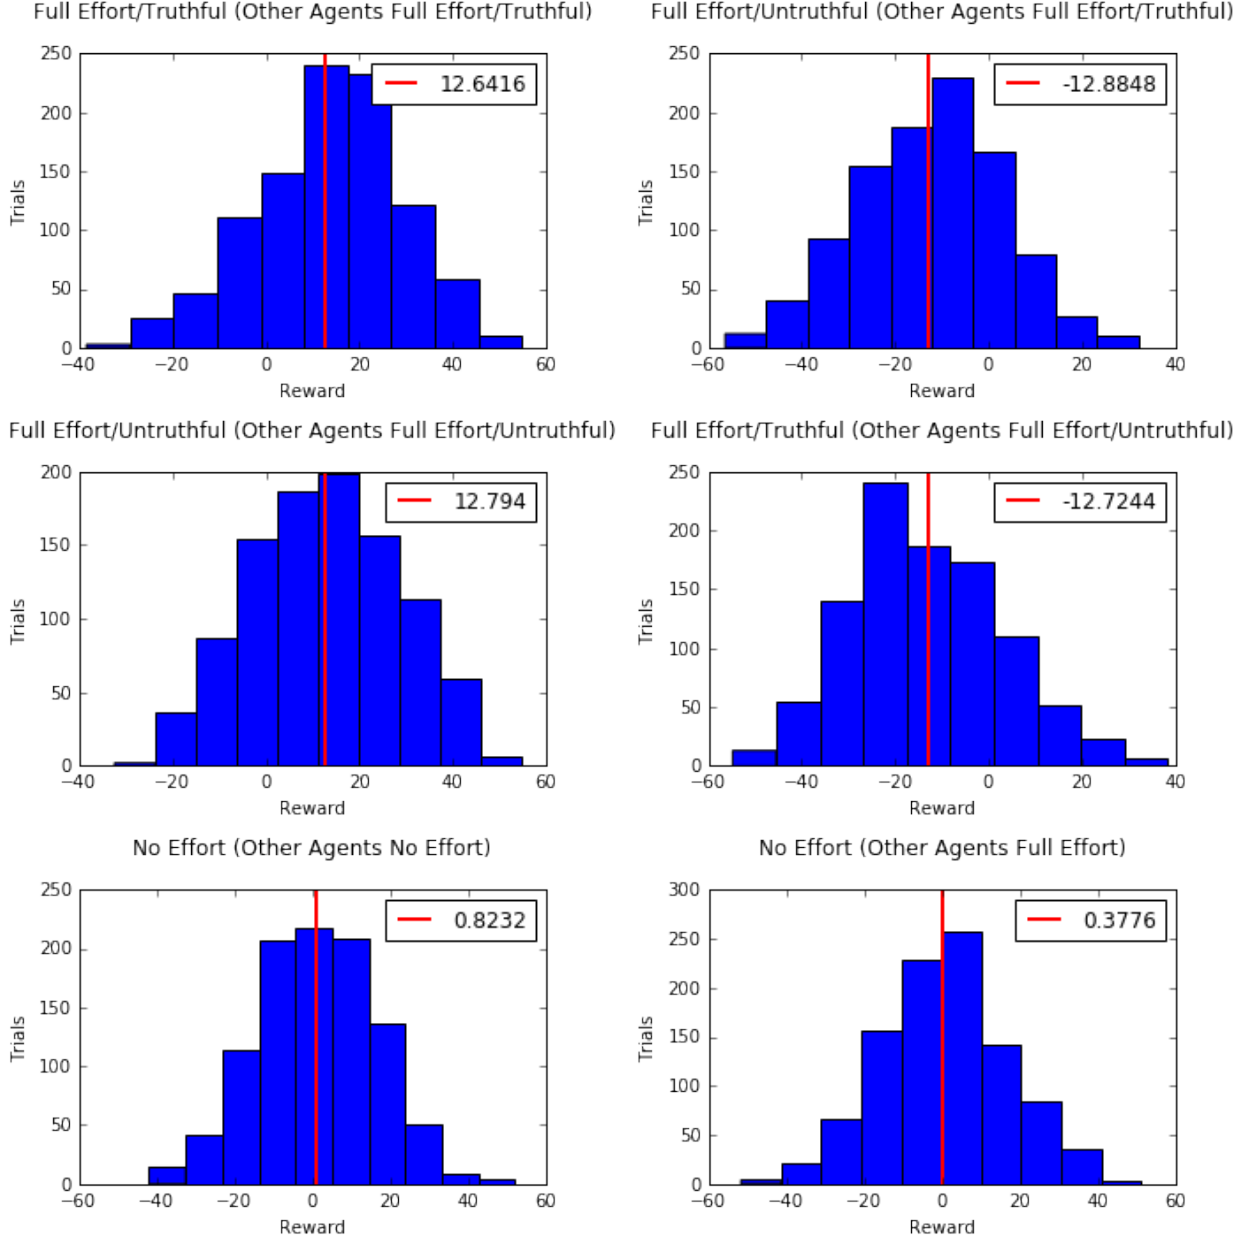 Full Effort/Truthful (Other Agents Full Effort/Truthful)
250
200
150
100
50
0
Trials
12.6416
−40 −20 0 20 40 60
Reward
Full Effort/Untruthful (Other Agents Full Effort/Truthful)
250
200
150
100
50
0
Trials
-12.8848
−60 −40 −20 0 20 40
Reward
Full Effort/Untruthful (Other Agents Full Effort/Untruthful)
200
150
100
50
0
Trials
12.794
−40 −20 0 20 40 60
Reward
Full Effort/Truthful (Other Agents Full Effort/Untruthful)
250
200
150
100
50
0
Trials
-12.7244
−60 −40 −20 0 20 40
Reward
No Effort (Other Agents No Effort)
250
200
150
100
50
0
Trials
0.8232
−60 −40 −20 0 20 40 60
Reward
No Effort (Other Agents Full Effort)
300
250
200
150
100
50
0
Trials
0.3776
−60 −40 −20 0 20 40 60
Reward